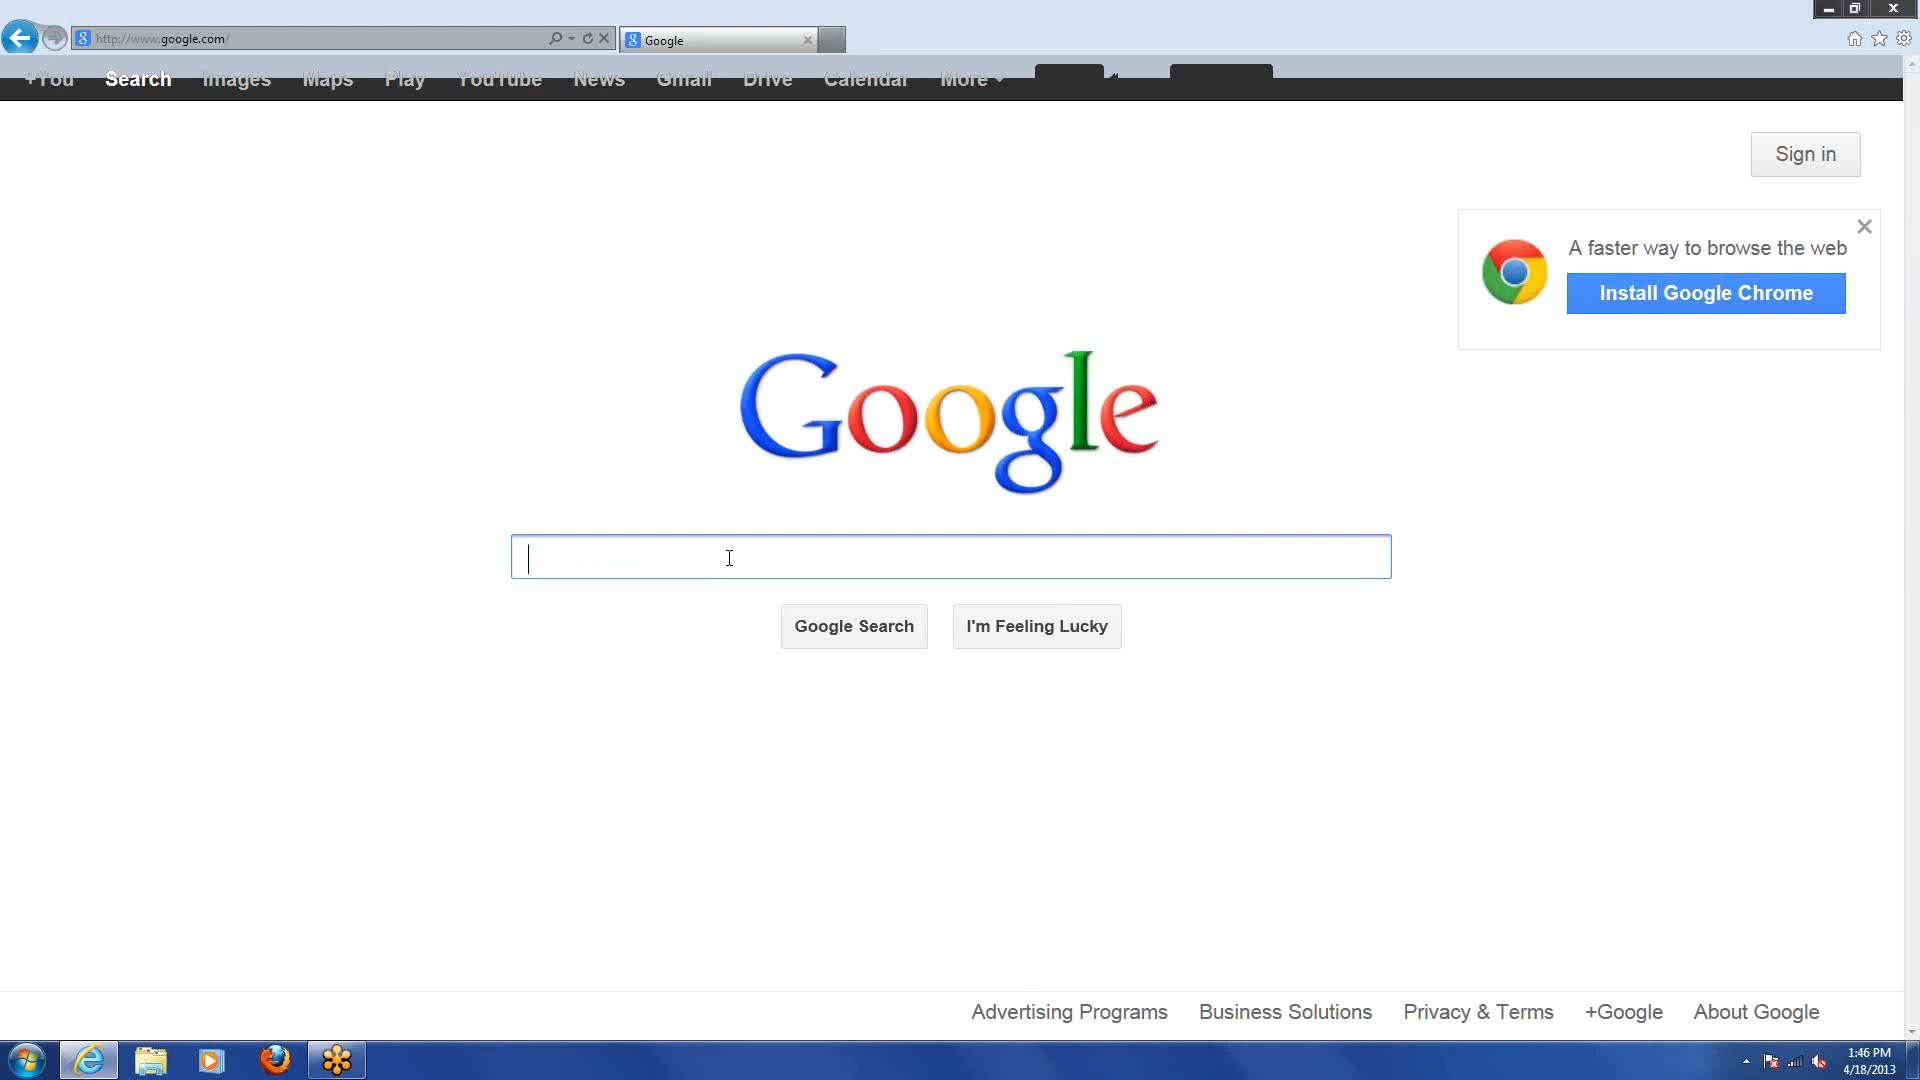 http://www.google.com/
Google
+You Search Images Maps Play YouTube News Gmail Drive Calendar More
Sign in
A faster way to browse the web
Install Google Chrome
Google
Google Search I'm Feeling Lucky
Advertising Programs Business Solutions Privacy & Terms +Google About Google
1:46 PM
4/18/2013